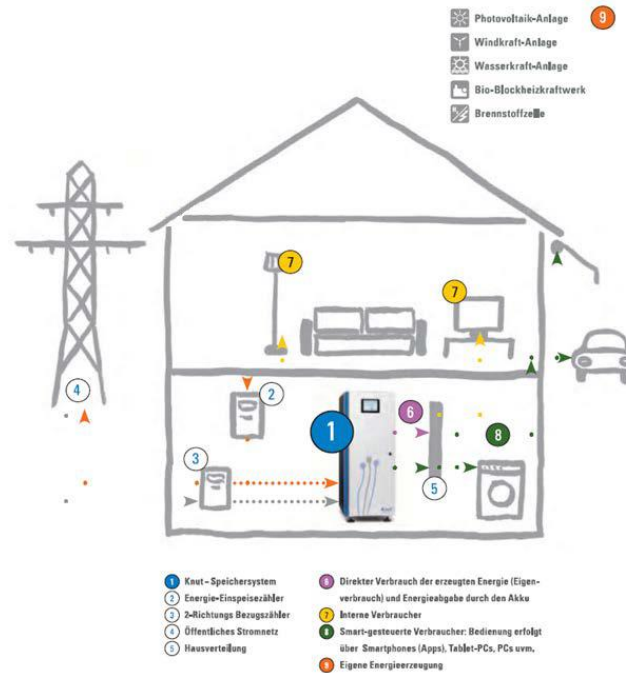 Photovoltaik-Anlage 9
Windkraft-Anlage
Wasserkraft-Anlage
Bio-Blockheizkraftwerk
Brennstoffzelle
7
7
4
2
1
6
8
3
5
1 Knut-Speichersystem
2 Energie-Einspeisezähler
3 2-Richtungs Bezugszähler
4 Öffentliches Stromnetz
5 Hausverteilung
6 Direkter Verbrauch der erzeugten Energie (Eigen-
verbrauch) und Energieabgabe durch den Akku
7 Interne Verbraucher
8 Smart-gesteuerte Verbraucher: Bedienung erfolgt
über Smartphones (Apps), Tablet-PCs, PCs uvm.
9 Eigene Energieerzeugung